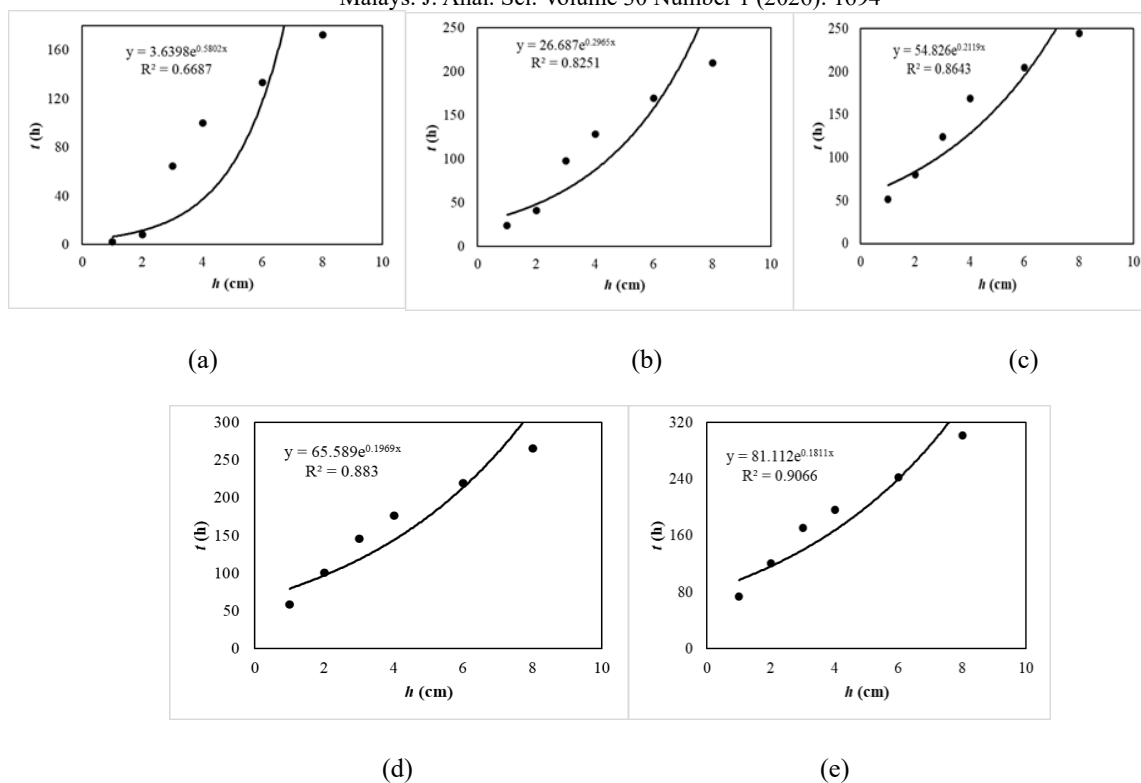 Malays. J. Anal. Sci. Volume 30 Number 1 (2026): 1694
y = 3.6398e^0.5802x
R² = 0.6687
t (h)
160
120
80
40
0
0 2 4 6 8 10
h (cm)
(a)
y = 26.687e^0.2965x
R² = 0.8251
t (h)
250
200
150
100
50
0
0 2 4 6 8 10
h (cm)
(b)
y = 54.826e^0.2119x
R² = 0.8643
t (h)
250
200
150
100
50
0
0 2 4 6 8 10
h (cm)
(c)
y = 65.589e^0.1969x
R² = 0.883
t (h)
300
250
200
150
100
50
0
0 2 4 6 8 10
h (cm)
(d)
y = 81.112e^0.1811x
R² = 0.9066
t (h)
320
240
160
80
0
0 2 4 6 8 10
h (cm)
(e)